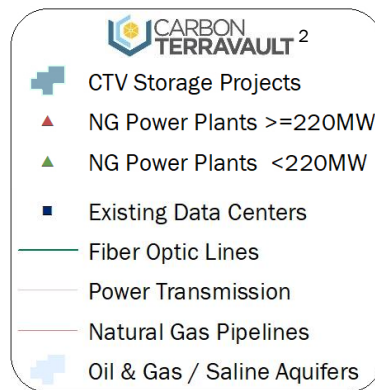 CARBON
TERRAVAULT 2
CTV Storage Projects
NG Power Plants >=220MW
NG Power Plants <220MW
Existing Data Centers
Fiber Optic Lines
Power Transmission
Natural Gas Pipelines
Oil & Gas / Saline Aquifers